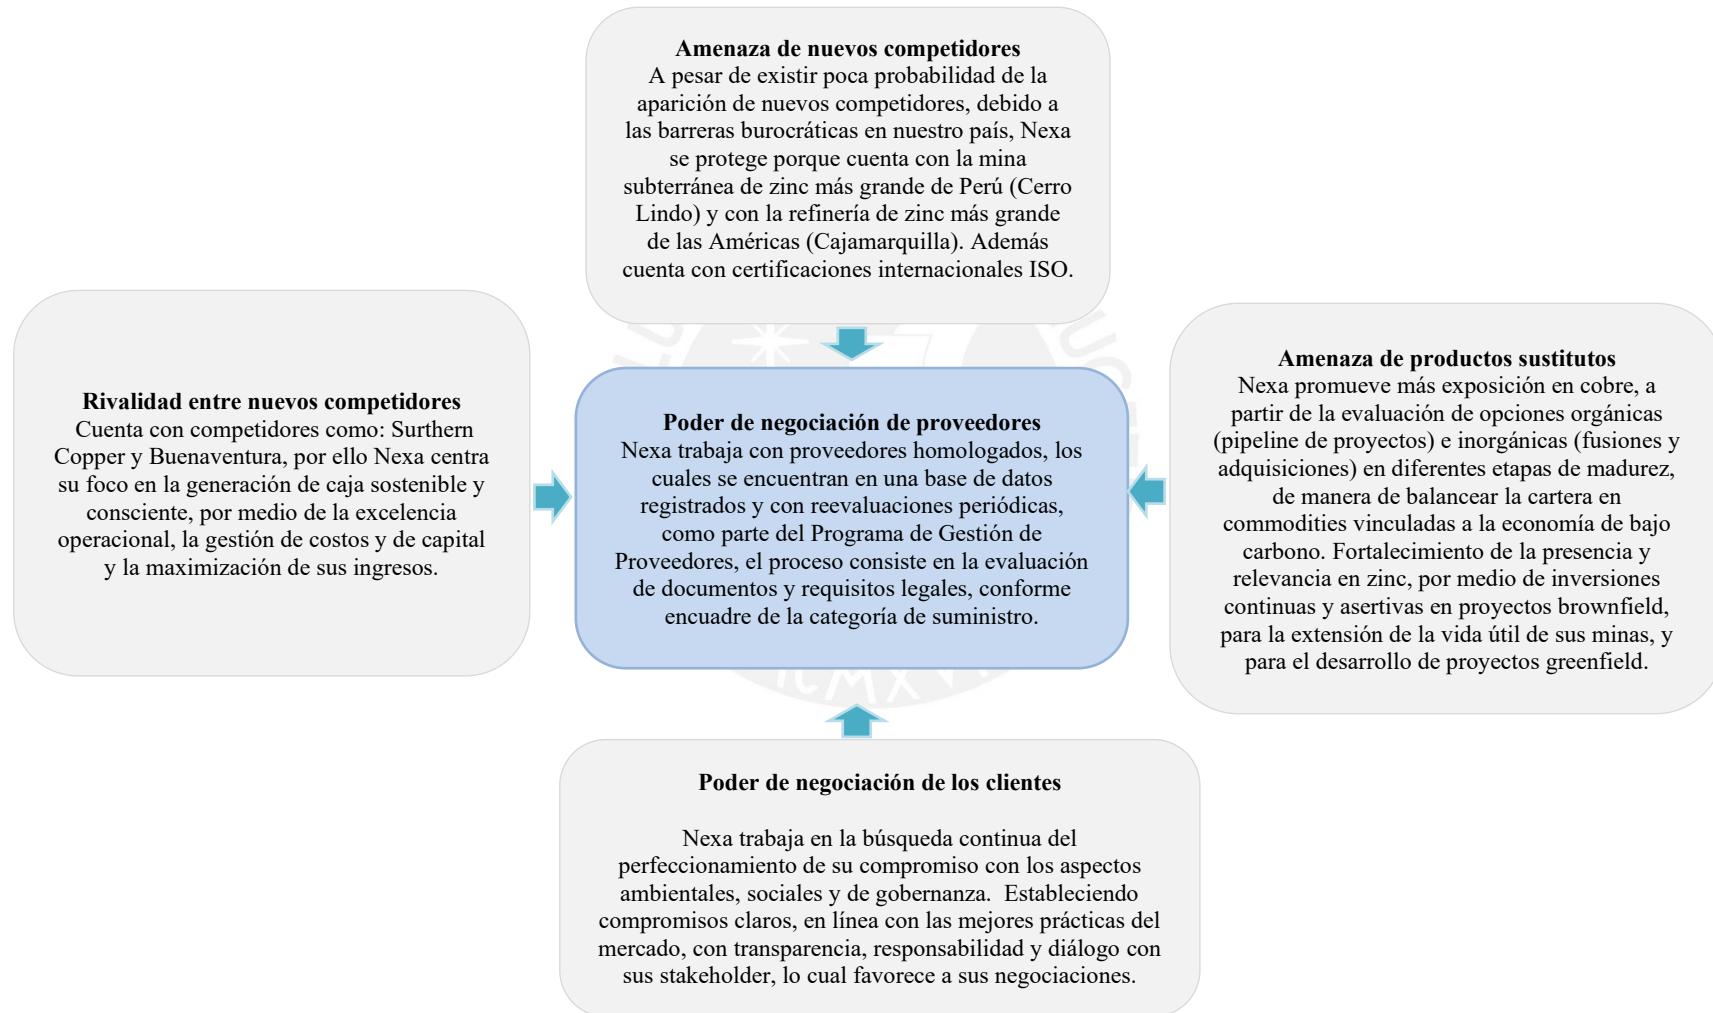 Amenaza de nuevos competidores
A pesar de existir poca probabilidad de la
aparición de nuevos competidores, debido a
las barreras burocráticas en nuestro país, Nexa
se protege porque cuenta con la mina
subterránea de zinc más grande de Perú (Cerro
Lindo) y con la refinería de zinc más grande
de las Américas (Cajamarquilla). Además
cuenta con certificaciones internacionales ISO.
Rivalidad entre nuevos competidores
Cuenta con competidores como: Surthern
Copper y Buenaventura, por ello Nexa centra
su foco en la generación de caja sostenible y
consciente, por medio de la excelencia
operacional, la gestión de costos y de capital
y la maximización de sus ingresos.
Poder de negociación de proveedores
Nexa trabaja con proveedores homologados, los
cuales se encuentran en una base de datos
registrados y con reevaluaciones periódicas,
como parte del Programa de Gestión de
Proveedores, el proceso consiste en la evaluación
de documentos y requisitos legales, conforme
encuadre de la categoría de suministro.
Amenaza de productos sustitutos
Nexa promueve más exposición en cobre, a
partir de la evaluación de opciones orgánicas
(pipeline de proyectos) e inorgánicas (fusiones y
adquisiciones) en diferentes etapas de madurez,
de manera de balancear la cartera en
commodities vinculadas a la economía de bajo
carbono. Fortalecimiento de la presencia y
relevancia en zinc, por medio de inversiones
continuas y asertivas en proyectos brownfield,
para la extensión de la vida útil de sus minas, y
para el desarrollo de proyectos greenfield.
Poder de negociación de los clientes
Nexa trabaja en la búsqueda continua del
perfeccionamiento de su compromiso con los aspectos
ambientales, sociales y de gobernanza. Estableciendo
compromisos claros, en línea con las mejores prácticas del
mercado, con transparencia, responsabilidad y diálogo con
sus stakeholder, lo cual favorece a sus negociaciones.